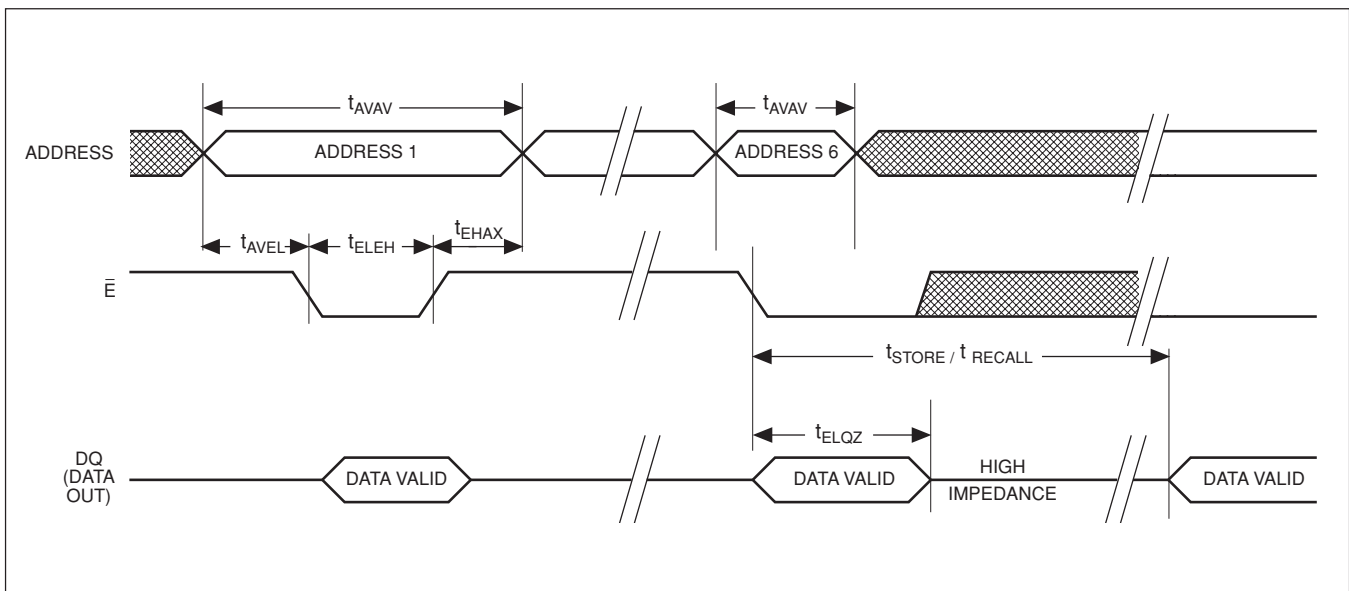 tAVAV
tAVAV
ADDRESS
ADDRESS 1
ADDRESS 6
tAVEL
tELEH
tEHAX
Ē
tSTORE / t RECALL
tELQZ
DQ
(DATA
OUT)
DATA VALID
DATA VALID
HIGH
IMPEDANCE
DATA VALID